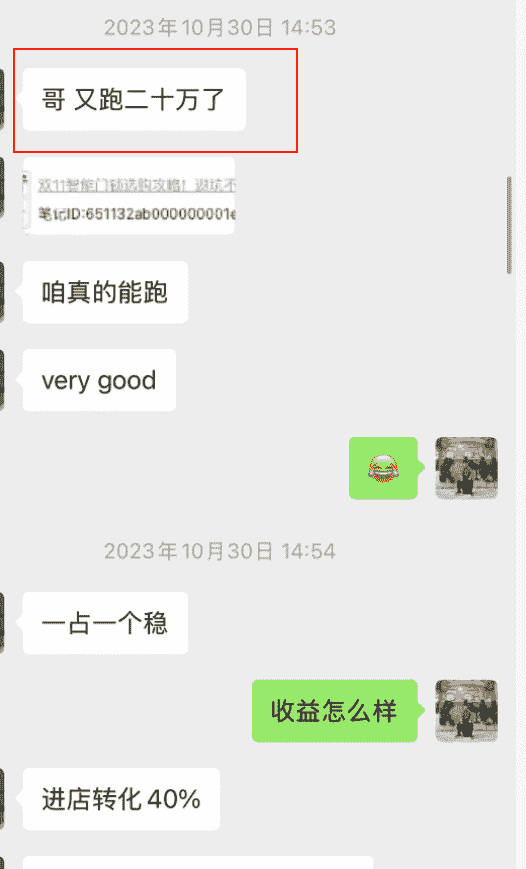 2023年10月30日 14:53
哥 又跑二十万了
双11智能门锁选购攻略！避坑不
笔记ID:651132ab000000001e
咱真的能跑
very good
2023年10月30日 14:54
一占一个稳
收益怎么样
进店转化40%